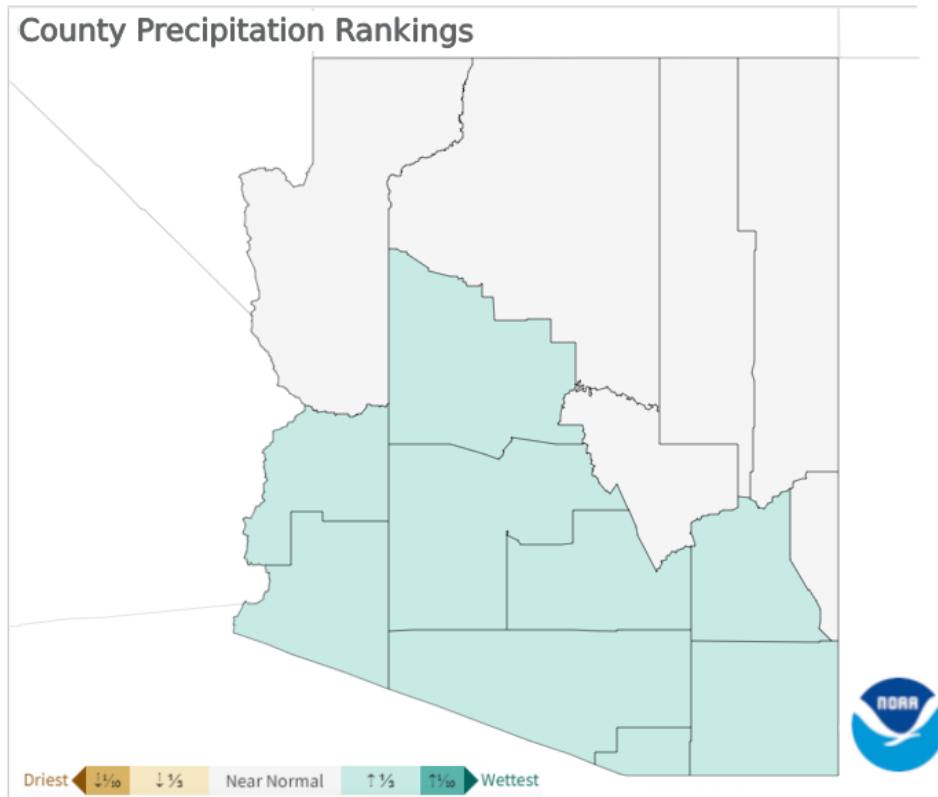 County Precipitation Rankings
NOAA
Driest ↓1/10 ↓1/3 Near Normal ↑1/3 ↑1/10 Wettest